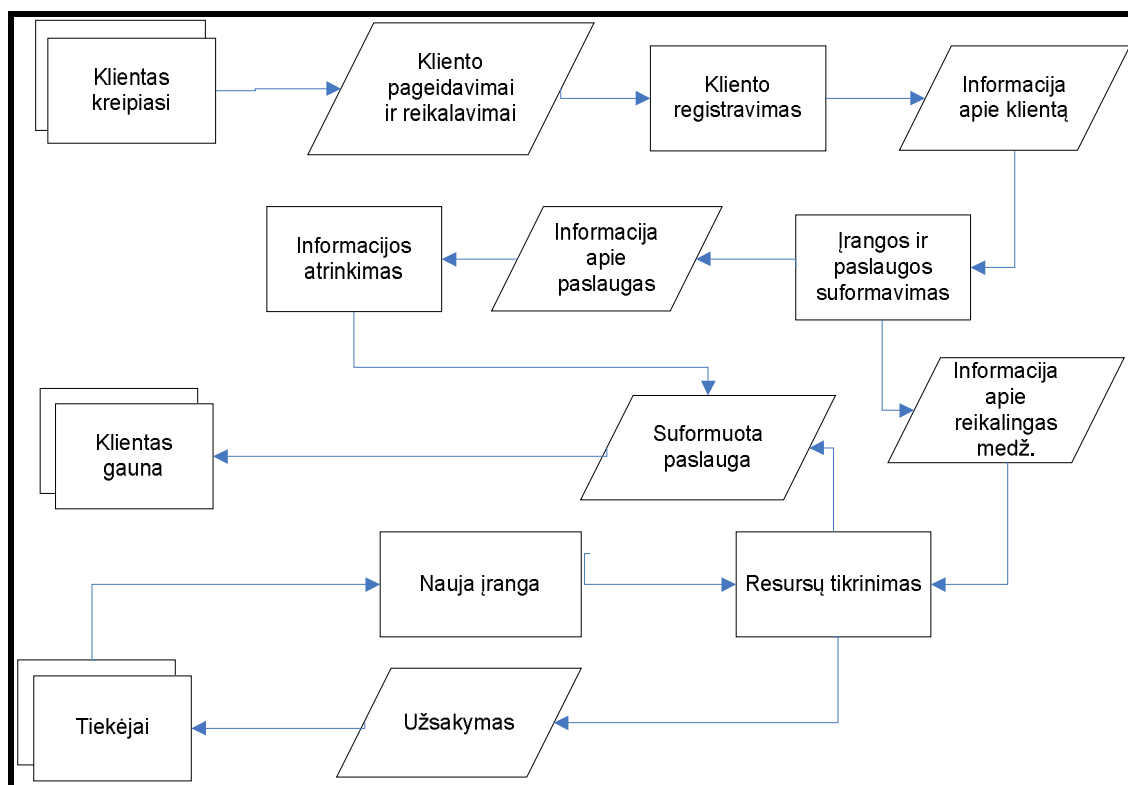 Klientas
kreipiasi
Kliento
pageidavimai
ir reikalavimai
Kliento
registravimas
Informacija
apie klientą
Informacijos
atrinkimas
Informacija
apie
paslaugas
Įrangos ir
paslaugos
suformavimas
Klientas
gauna
Suformuota
paslauga
Informacija
apie
reikalingas
medž.
Nauja įranga
Resursų tikrinimas
Tiekėjai
Užsakymas